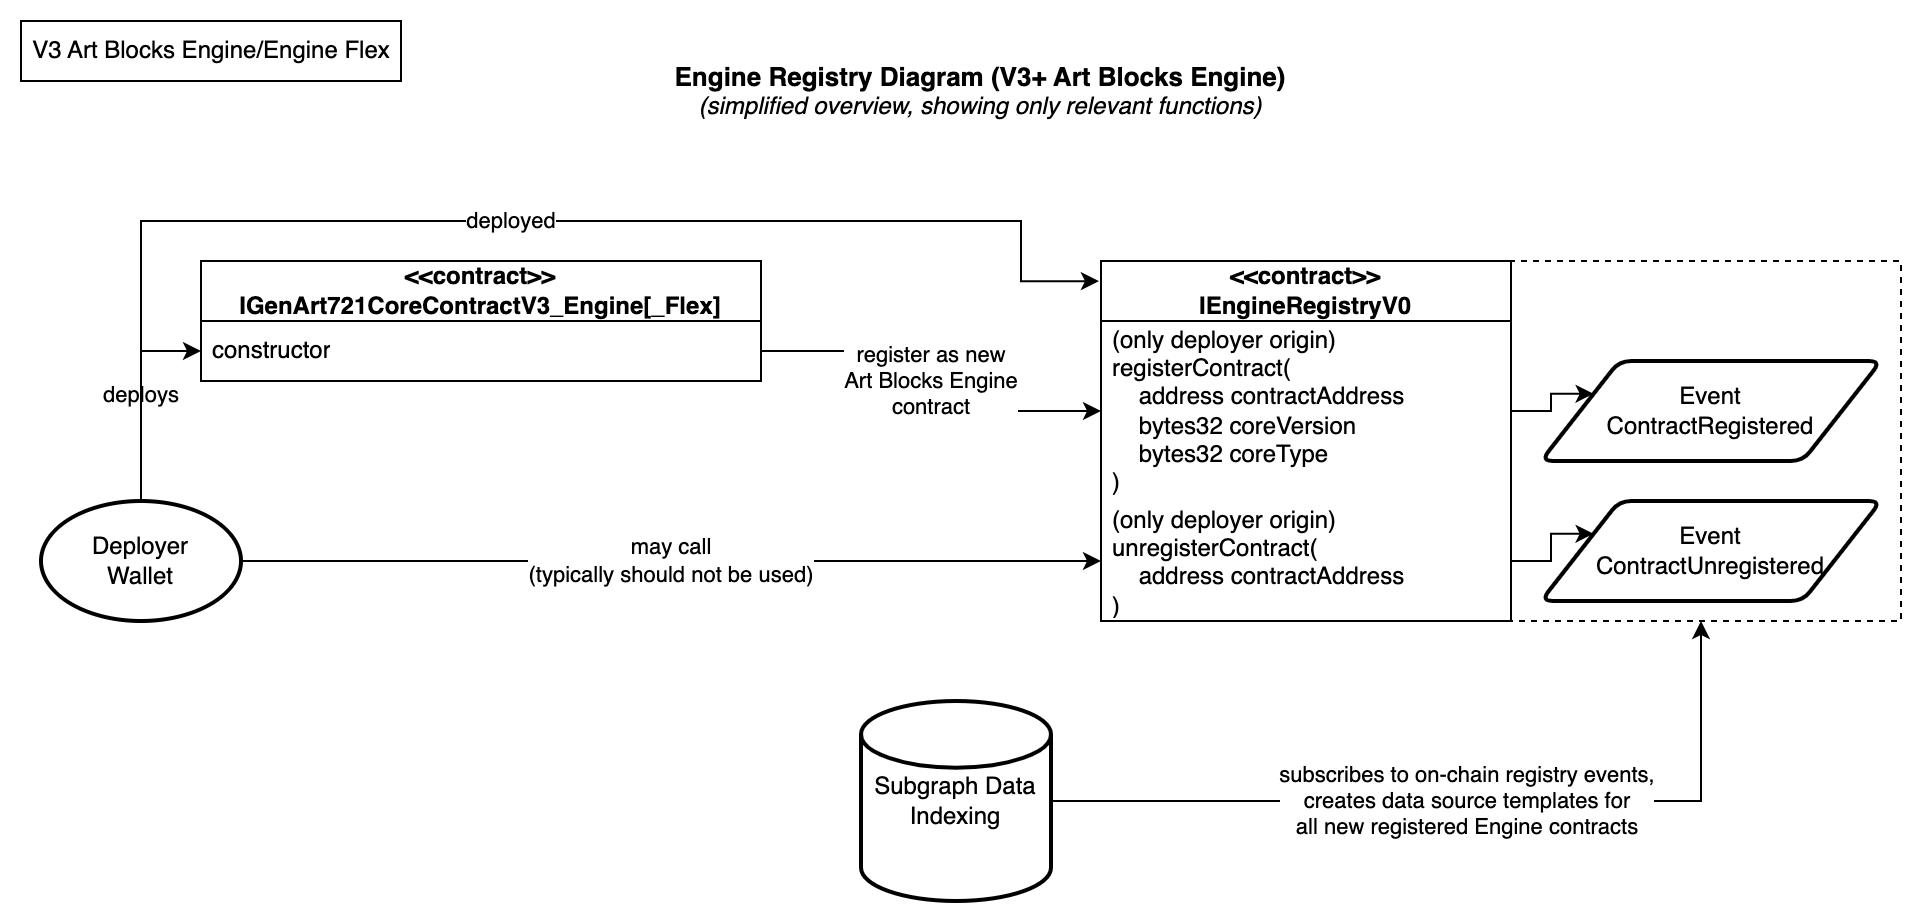 V3 Art Blocks Engine/Engine Flex
Engine Registry Diagram (V3+ Art Blocks Engine)
(simplified overview, showing only relevant functions)
deployed
<<contract>>
IGenArt721CoreContractV3_Engine[_Flex]
constructor
deploys
register as new
Art Blocks Engine
contract
<<contract>>
IEngineRegistryV0
(only deployer origin)
registerContract(
address contractAddress
bytes32 coreVersion
bytes32 coreType
)
(only deployer origin)
unregisterContract(
address contractAddress
)
Event
ContractRegistered
Event
ContractUnregistered
Deployer
Wallet
may call
(typically should not be used)
Subgraph Data
Indexing
subscribes to on-chain registry events,
creates data source templates for
all new registered Engine contracts